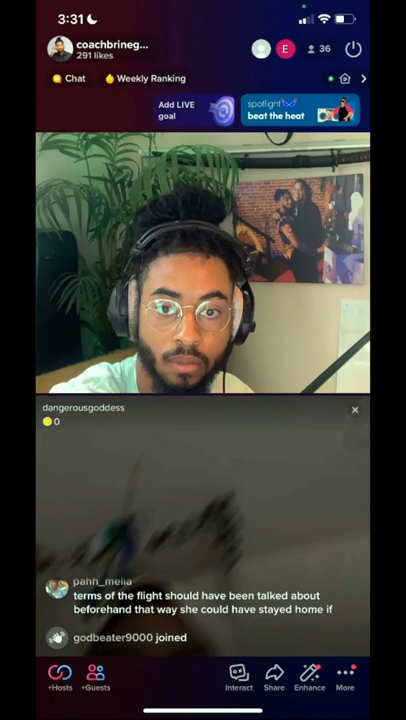 3:31
coachbrineg...
291 likes
E
36
Chat
Weekly Ranking
Add LIVE
goal
spotlight
beat the heat
dangerousgoddess
0
pahh_melia
terms of the flight should have been talked about
beforehand that way she could have stayed home if
godbeater9000 joined
+Hosts
+Guests
Interact
Share
Enhance
More